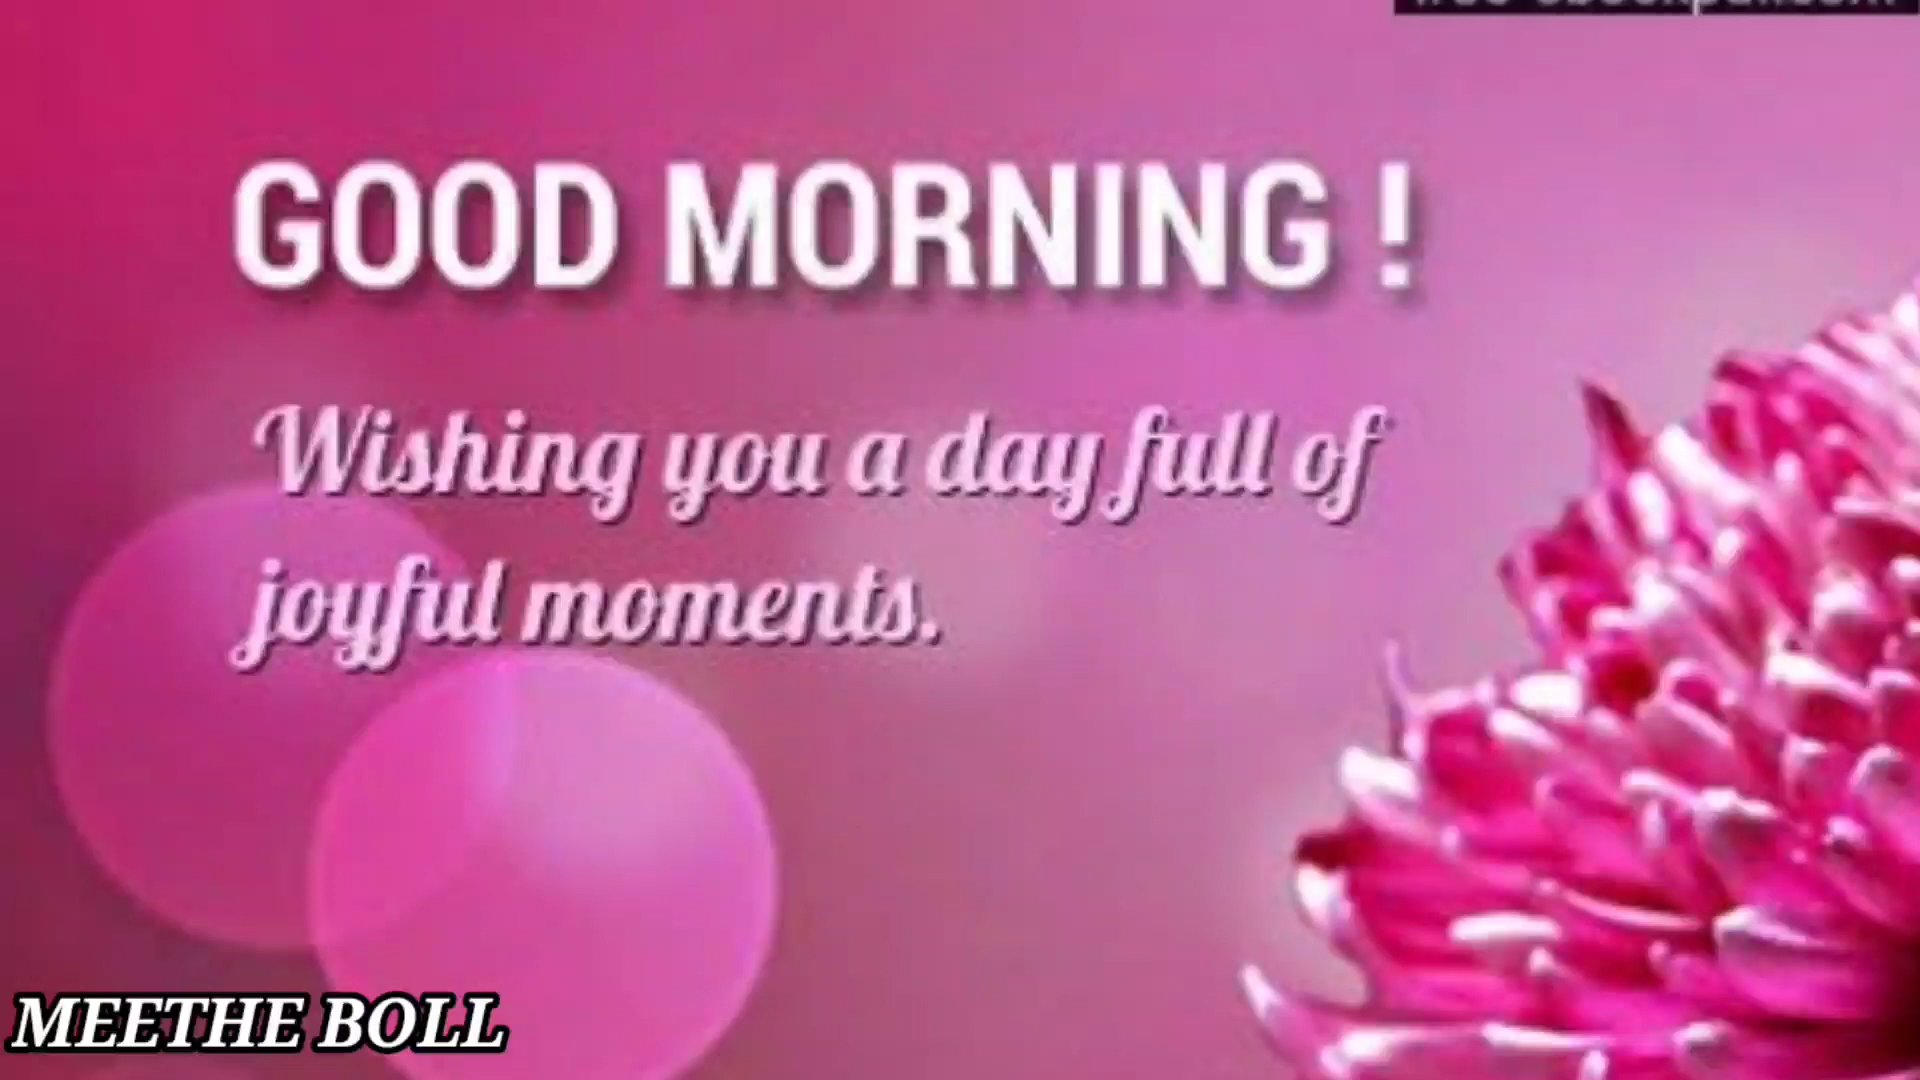 GOOD MORNING !
Wishing you a day full of
joyful moments.
MEETHE BOLL